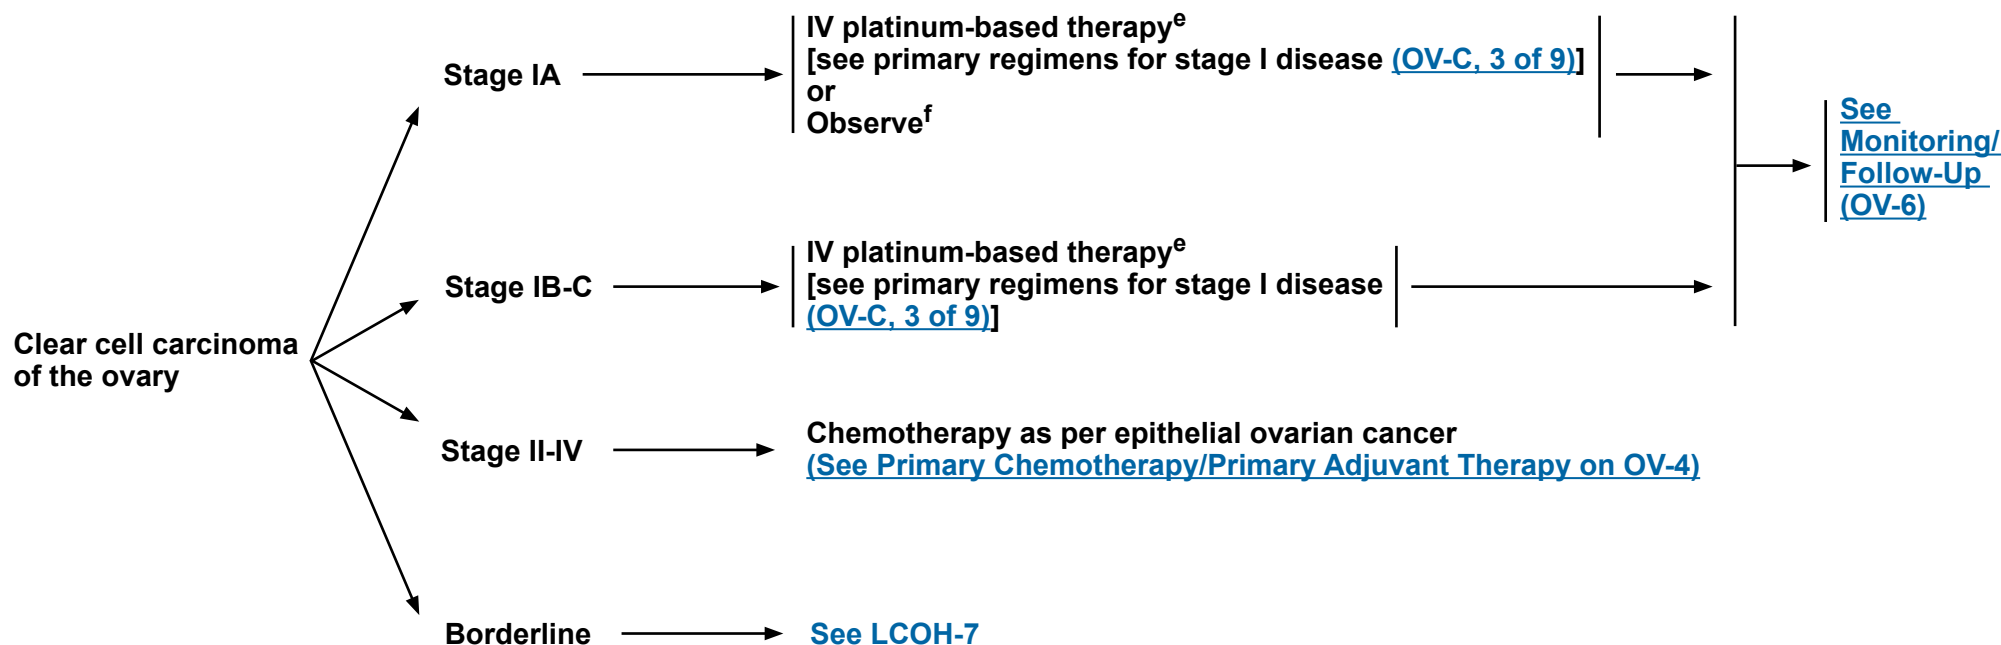 Clear cell carcinoma
of the ovary
Stage IA
IV platinum-based therapyᵉ
[see primary regimens for stage I disease (OV-C, 3 of 9)]
or
Observeᶠ
Stage IB-C
IV platinum-based therapyᵉ
[see primary regimens for stage I disease
(OV-C, 3 of 9)]
See
Monitoring/
Follow-Up
(OV-6)
Stage II-IV
Chemotherapy as per epithelial ovarian cancer
(See Primary Chemotherapy/Primary Adjuvant Therapy on OV-4)
Borderline
See LCOH-7